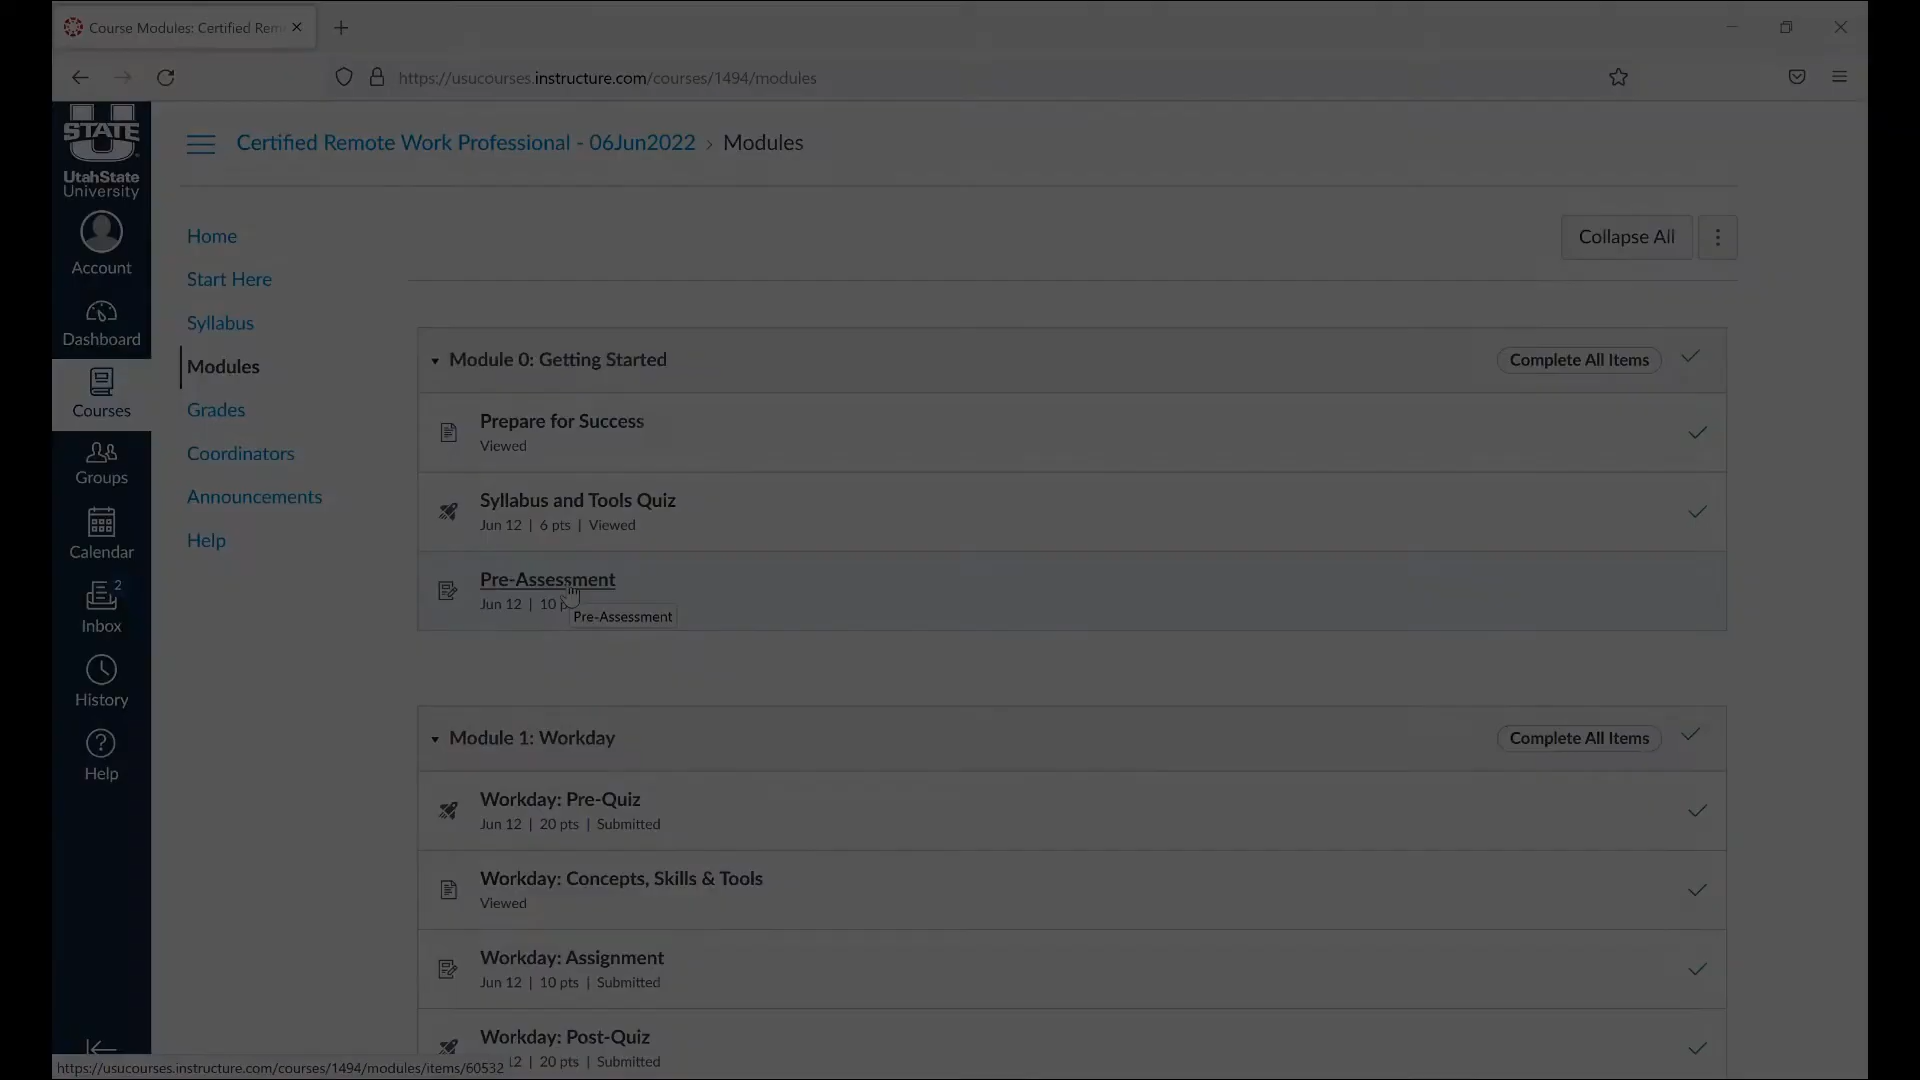 Course Modules: Certified Rem
https://usucourses.instructure.com/courses/1494/modules
STATE
UtahState
University
Certified Remote Work Professional - 06Jun2022 › Modules
Account
Dashboard
Courses
Groups
Calendar
2
Inbox
History
Help
Home
Start Here
Syllabus
Modules
Grades
Coordinators
Announcements
Help
Collapse All
Module 0: Getting Started
Complete All Items
Prepare for Success
Viewed
Syllabus and Tools Quiz
Jun 12 | 6 pts | Viewed
Pre-Assessment
Jun 12 | 10 p
Pre-Assessment
Module 1: Workday
Complete All Items
Workday: Pre-Quiz
Jun 12 | 20 pts | Submitted
Workday: Concepts, Skills & Tools
Viewed
Workday: Assignment
Jun 12 | 10 pts | Submitted
Workday: Post-Quiz
12 | 20 pts | Submitted
https://usucourses.instructure.com/courses/1494/modules/items/60532